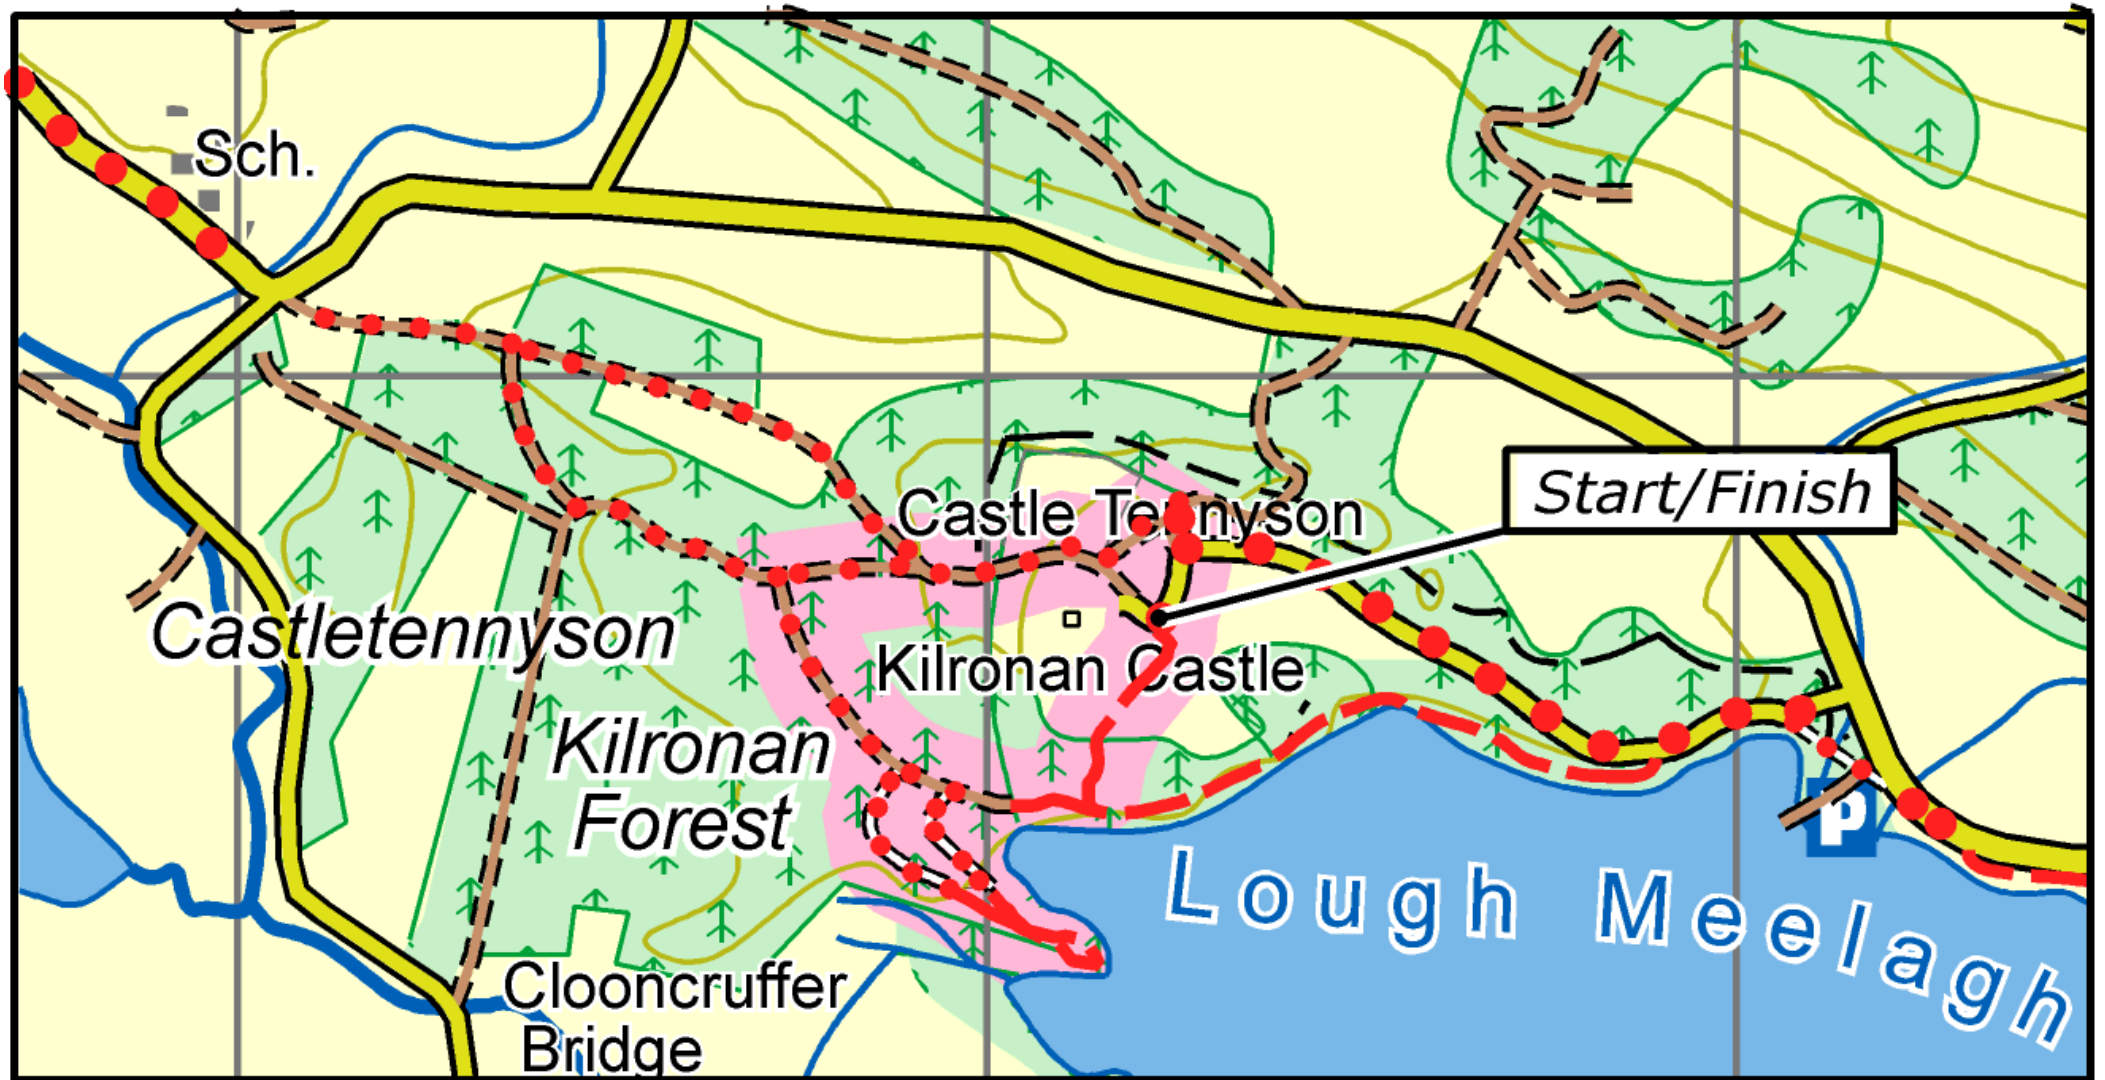 Sch.
Castle Tennyson
Start/Finish
Castletennyson
Kilronan Castle
Kilronan
Forest
P
Lough Meelagh
Clooncruffer
Bridge